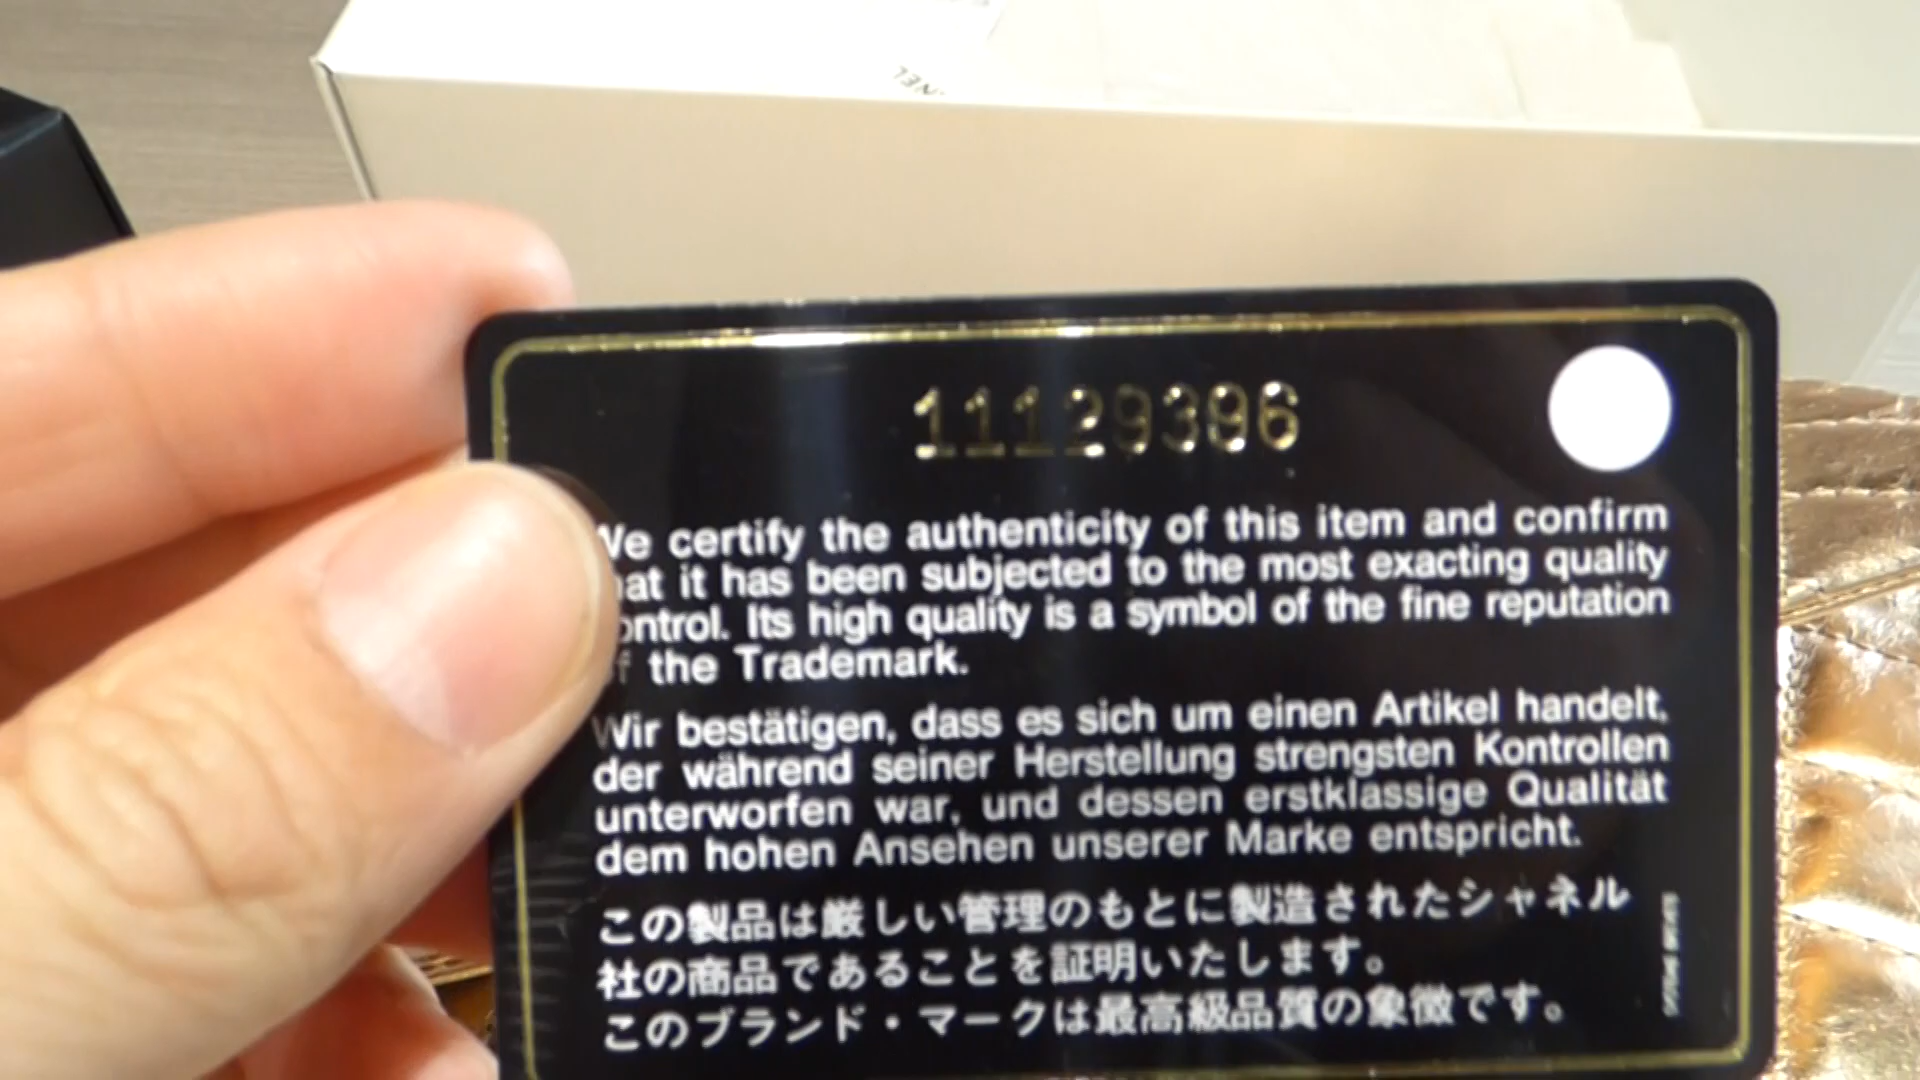 NEL
11129396
We certify the authenticity of this item and confirm
hat it has been subjected to the most exacting quality
ontrol. Its high quality is a symbol of the fine reputation
of the Trademark.
Wir bestätigen, dass es sich um einen Artikel handelt,
der während seiner Herstellung strengsten Kontrollen
unterworfen war, und dessen erstklassige Qualität
dem hohen Ansehen unserer Marke entspricht.
この製品は厳しい管理のもとに製造されたシャネル
社の商品であることを証明いたします。
このブランド・マークは最高級品質の象徴です。